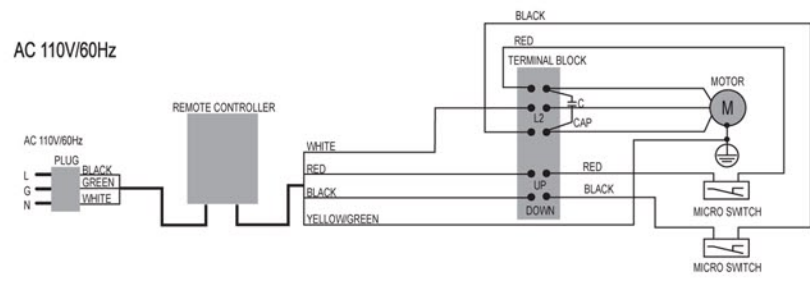 BLACK
AC 110V/60Hz
RED
TERMINAL BLOCK
MOTOR
REMOTE CONTROLLER
C
M
L2
CAP
AC 110V/60Hz
WHITE
PLUG
L
BLACK
RED
RED
G
GREEN
UP
N
WHITE
BLACK
BLACK
DOWN
MICRO SWITCH
YELLOW/GREEN
MICRO SWITCH